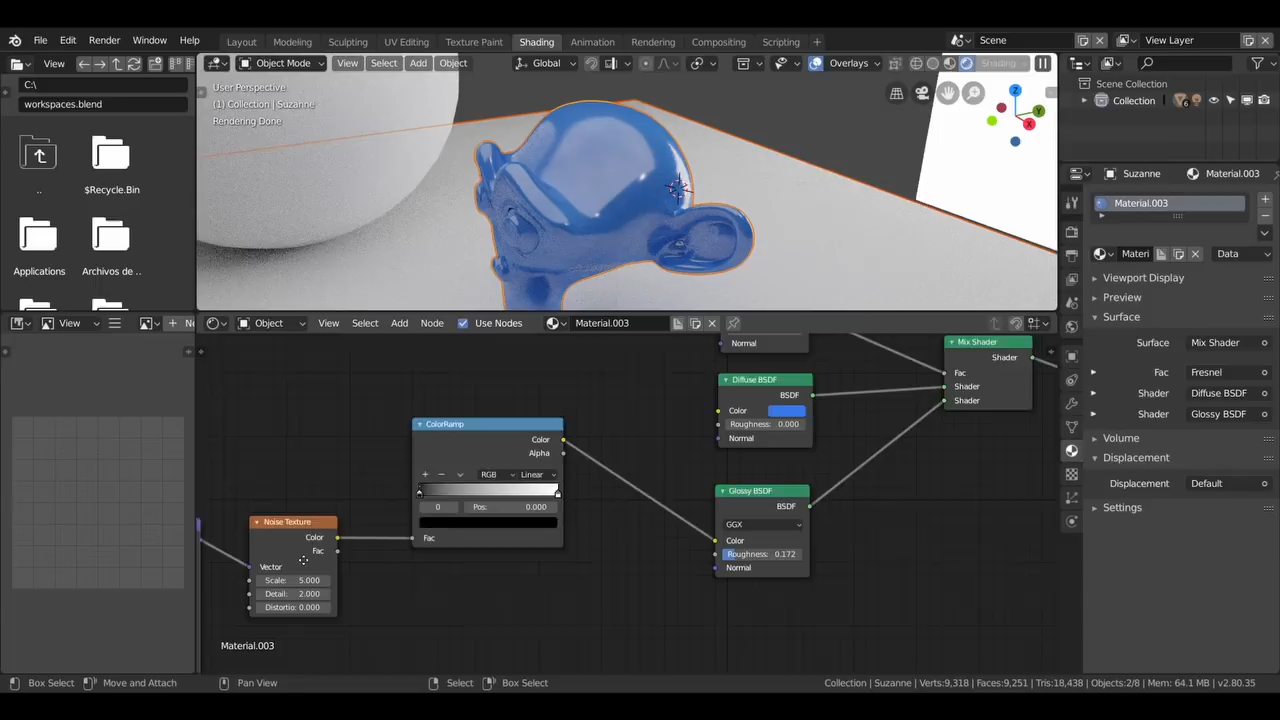 File Edit Render Window Help
Layout Modeling Sculpting UV Editing Texture Paint Shading Animation Rendering Compositing Scripting +
Scene
View Layer
View
C:\
workspaces.blend
..
$Recycle.Bin
Applications
Archivos de ..
Object Mode View Select Add Object
Global
Overlays
Shading
User Perspective
(1) Collection | Suzanne
Rendering Done
Z
Y
X
Scene Collection
Collection
6
Suzanne
Material.003
Material.003
Materi
Data
Viewport Display
Preview
Surface
Surface
Mix Shader
Fac
Fresnel
Shader
Diffuse BSDF
Shader
Glossy BSDF
Volume
Displacement
Displacement
Default
Settings
View
+ Ne
Object View Select Add Node Use Nodes
Material.003
Normal
Mix Shader
Shader
Fac
Shader
Shader
Diffuse BSDF
BSDF
Color
Roughness: 0.000
Normal
ColorRamp
Color
Alpha
+ − RGB Linear
0 Pos: 0.000
Fac
Glossy BSDF
BSDF
GGX
Color
Roughness: 0.172
Normal
Noise Texture
Color
Fac
Vector
Scale: 5.000
Detail: 2.000
Distortio: 0.000
Material.003
Box Select Move and Attach Pan View Select Box Select
Collection | Suzanne | Verts:9,318 | Faces:9,251 | Tris:18,438 | Objects:2/8 | Mem: 64.1 MB | v2.80.35